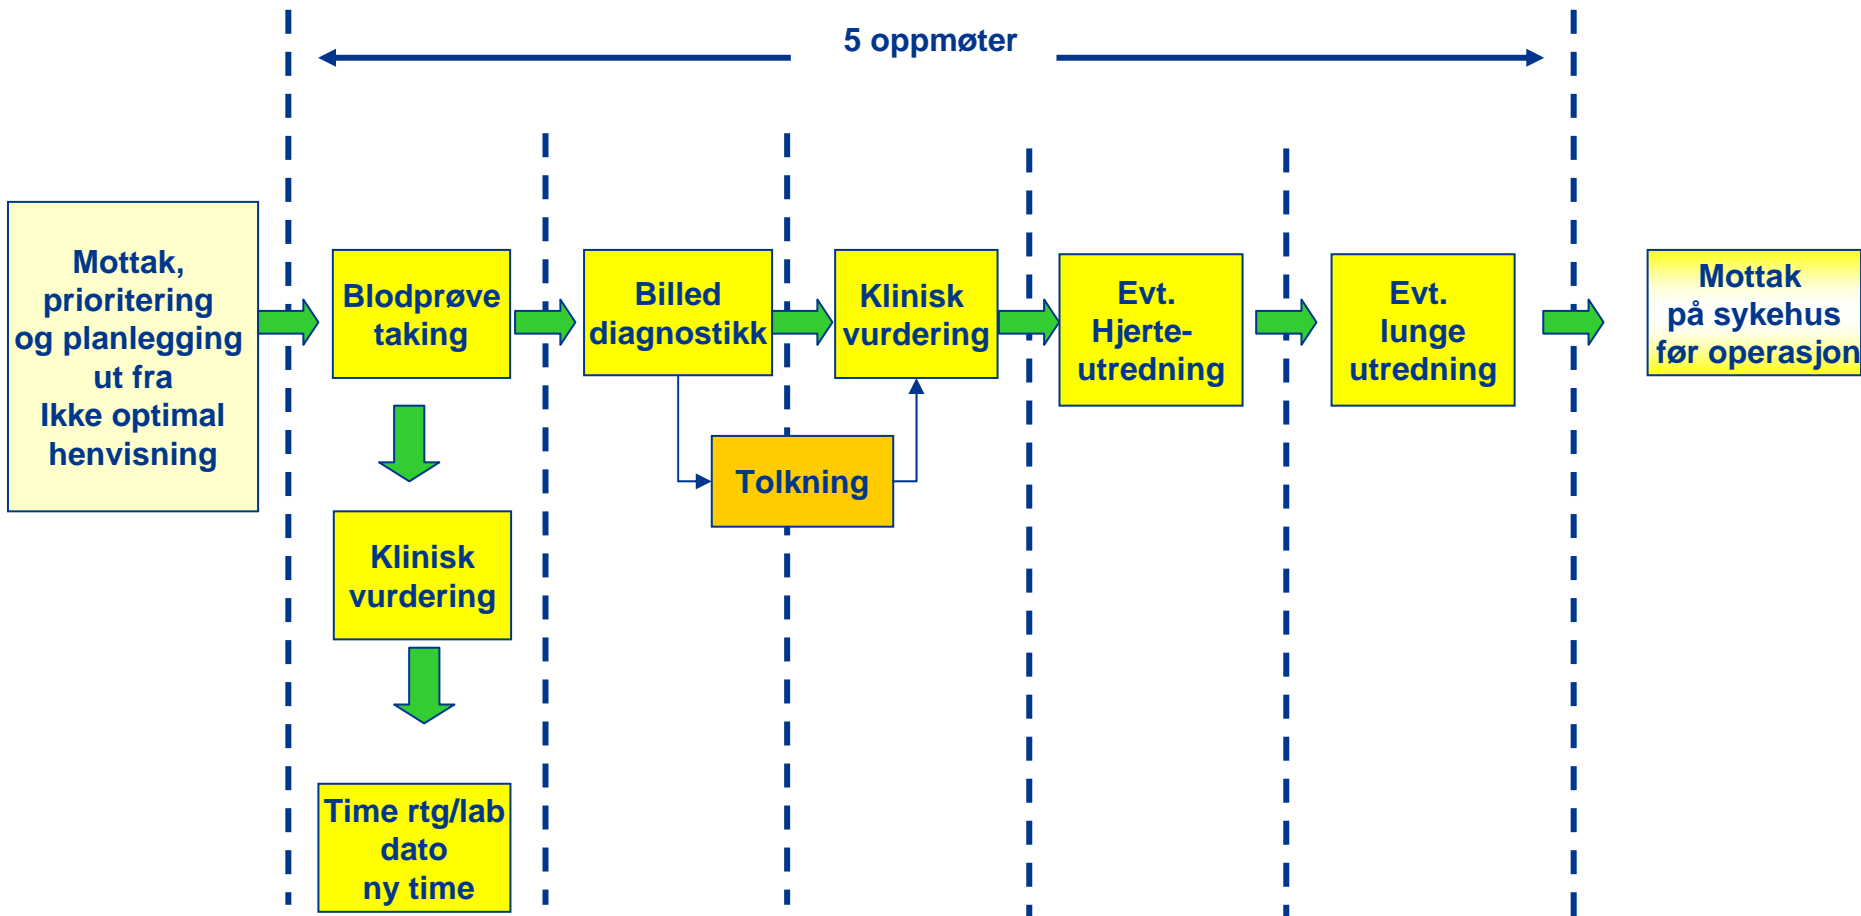 5 oppmøter
Mottak,
prioritering
og planlegging
ut fra
Ikke optimal
henvisning
Blodprøve
taking
Klinisk
vurdering
Time rtg/lab
dato
ny time
Billed
diagnostikk
Tolkning
Klinisk
vurdering
Evt.
Hjerte-
utredning
Evt.
lunge
utredning
Mottak
på sykehus
før operasjon